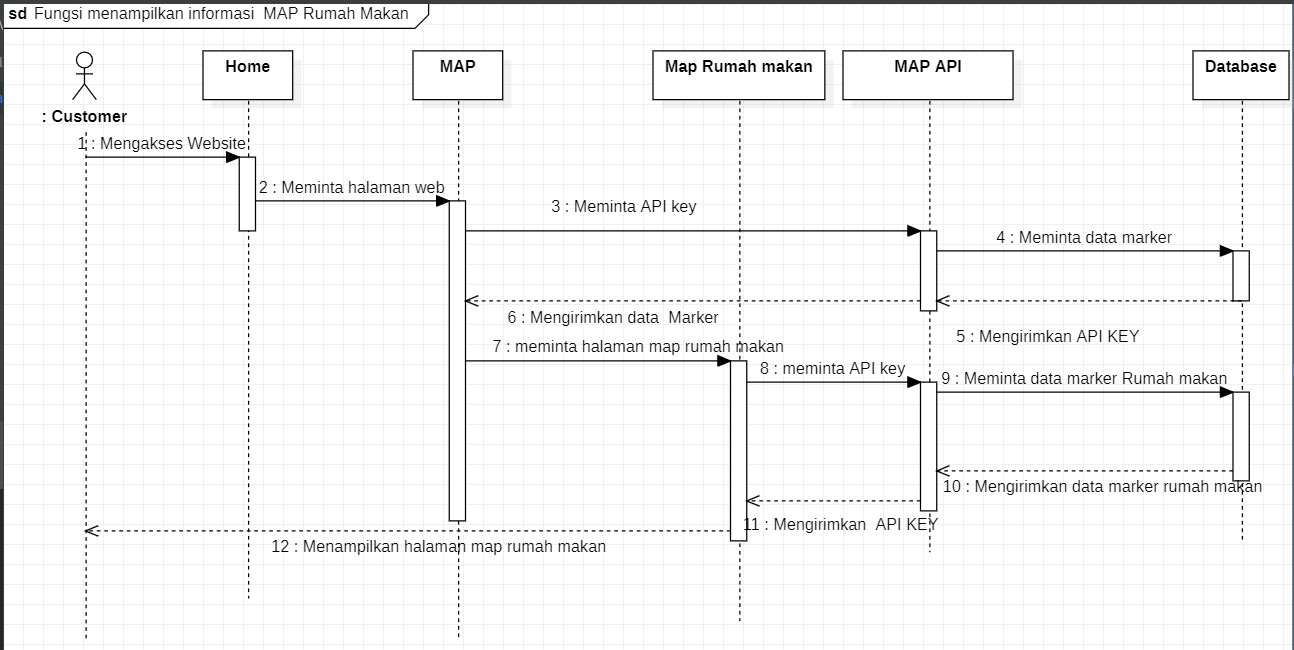 sd Fungsi menampilkan informasi MAP Rumah Makan
Home
MAP
Map Rumah makan
MAP API
Database
: Customer
1 : Mengakses Website
2 : Meminta halaman web
3 : Meminta API key
4 : Meminta data marker
6 : Mengirimkan data Marker
5 : Mengirimkan API KEY
7 : meminta halaman map rumah makan
8 : meminta API key
9 : Meminta data marker Rumah makan
10 : Mengirimkan data marker rumah makan
11 : Mengirimkan API KEY
12 : Menampilkan halaman map rumah makan